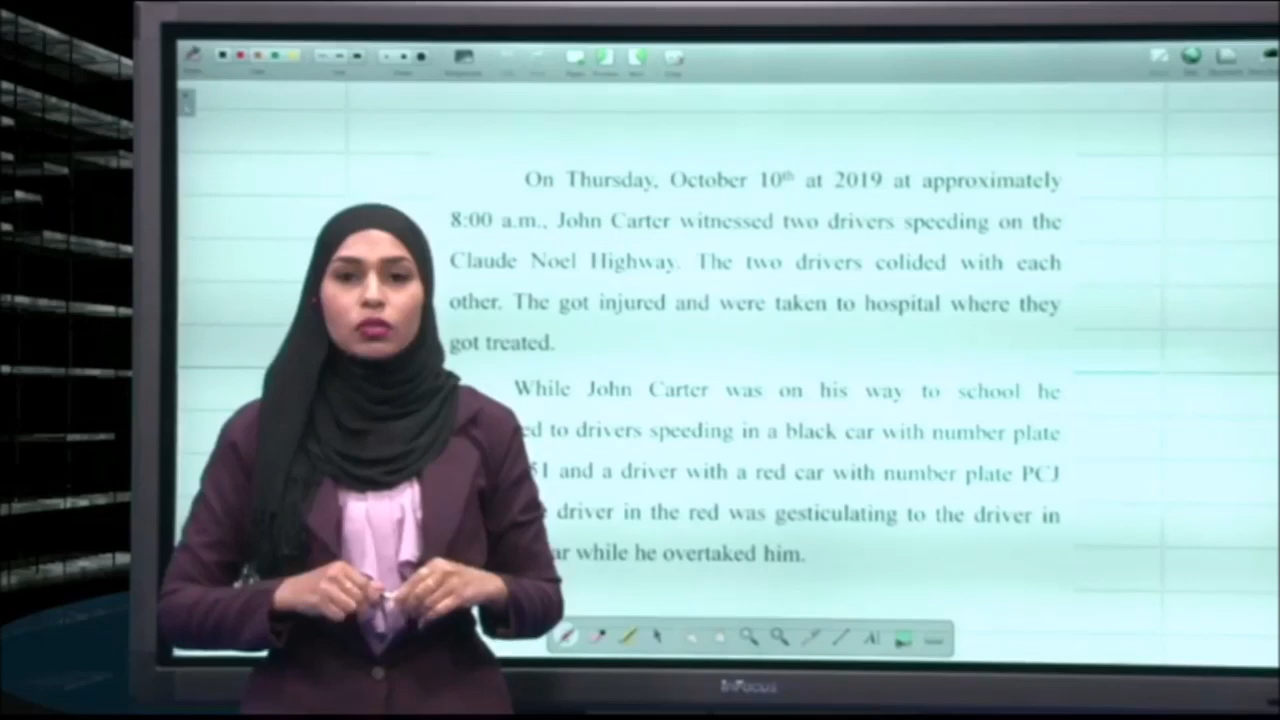 On Thursday, October 10th at 2019 at approximately
8:00 a.m., John Carter witnessed two drivers speeding on the
Claude Noel Highway. The two drivers colided with each
other. The got injured and were taken to hospital where they
got treated.
While John Carter was on his way to school he
to drivers speeding in a black car with number plate
51 and a driver with a red car with number plate PCJ
driver in the red was gesticulating to the driver in
while he overtaked him.
AI
InFocus